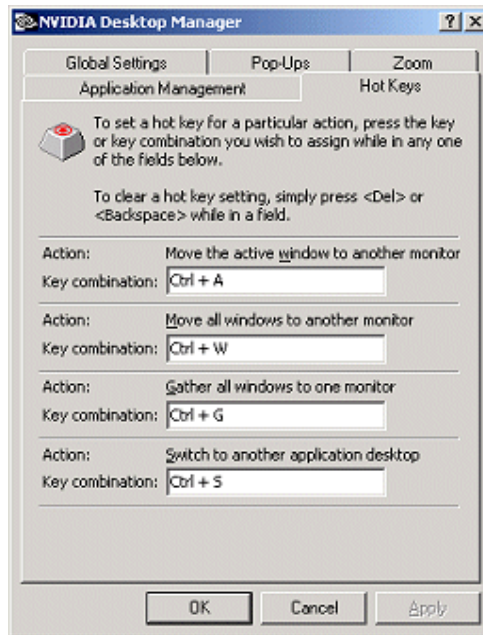 NVIDIA Desktop Manager
Global Settings Pop-Ups Zoom
Application Management Hot Keys
To set a hot key for a particular action, press the key
or key combination you wish to assign while in any one
of the fields below.
To clear a hot key setting, simply press <Del> or
<Backspace> while in a field.
Action: Move the active window to another monitor
Key combination: Ctrl + A
Action: Move all windows to another monitor
Key combination: Ctrl + W
Action: Gather all windows to one monitor
Key combination: Ctrl + G
Action: Switch to another application desktop
Key combination: Ctrl + S
OK Cancel Apply